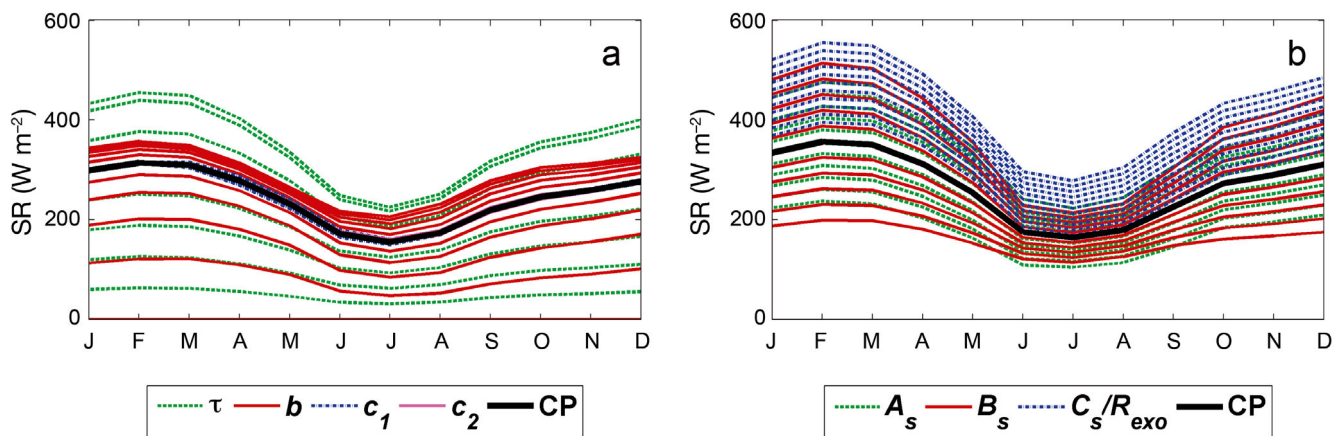 a
SR (W m⁻²)
600
400
200
0
J F M A M J J A S O N D
τ b c₁ c₂ CP
b
SR (W m⁻²)
600
400
200
0
J F M A M J J A S O N D
Aₛ Bₛ Cₛ/Rₑₓₒ CP